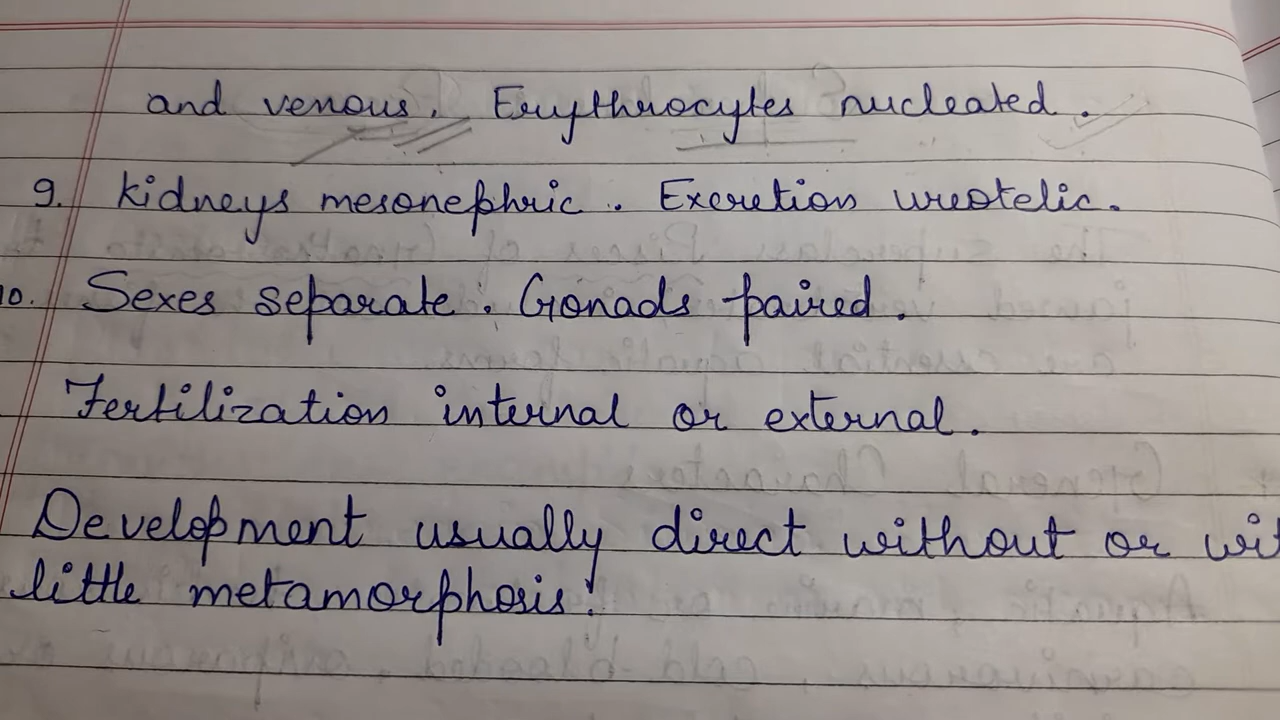 and venous. Erythrocytes nucleated.
9. Kidneys mesonephric. Excretion ureotelic.
10. Sexes separate. Gonads paired.
Fertilization internal or external.
Development usually direct without or wi
little metamorphosis.